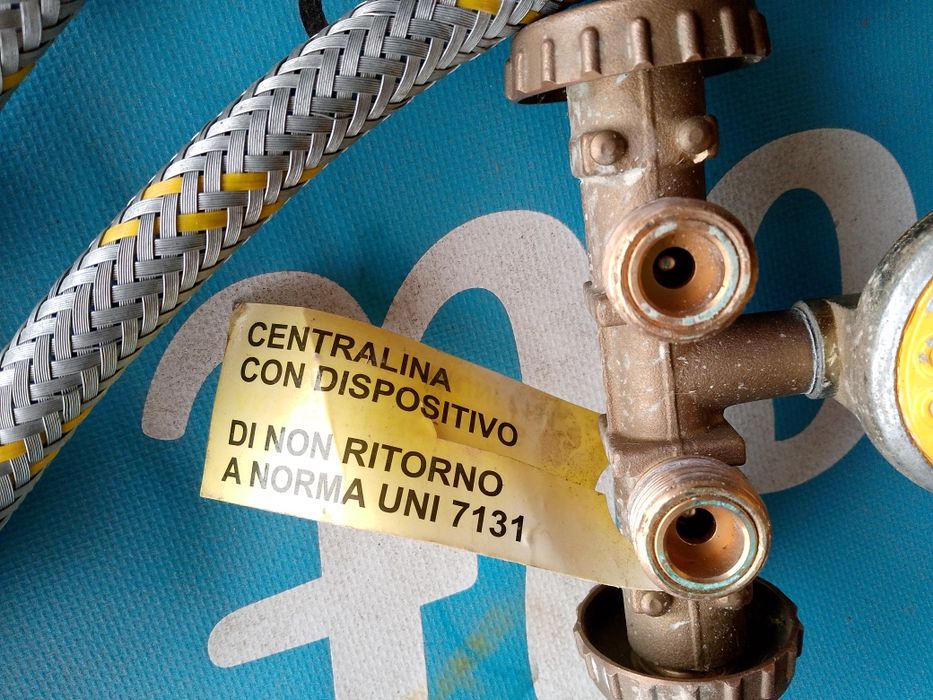 CENTRALINA
CON DISPOSITIVO
DI NON RITORNO
A NORMA UNI 7131